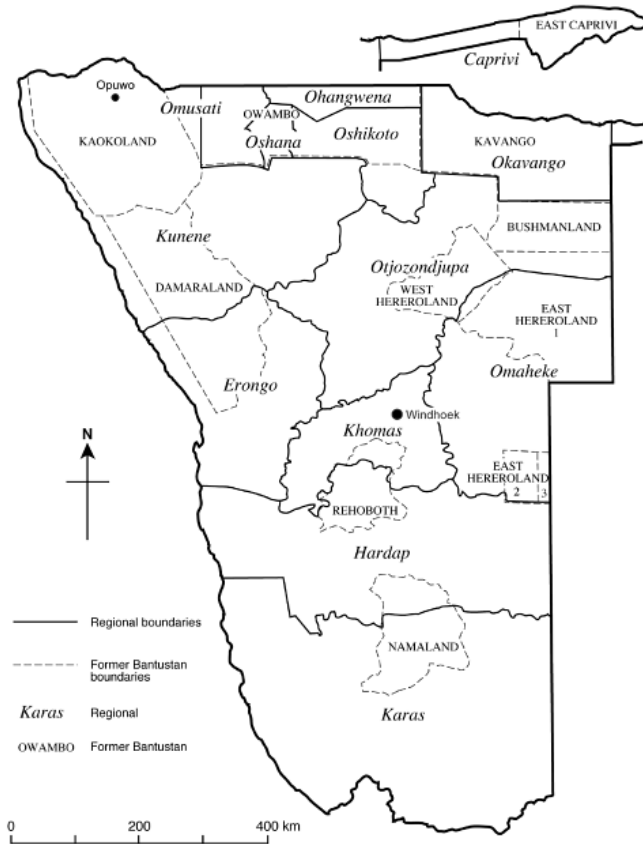 EAST CAPRIVI
Caprivi
Opuwo
Omusati
Ohangwena
OWAMBO
Oshikoto
Oshana
KAOKOLAND
KAVANGO
Okavango
BUSHMANLAND
Kunene
Otjozondjupa
DAMARALAND
WEST
HEREROLAND
EAST
HEREROLAND
1
Omaheke
Erongo
Windhoek
Khomas
N
EAST
HEREROLAND
2
3
REHOBOTH
Hardap
Regional boundaries
NAMALAND
Former Bantustan
boundaries
Karas
Karas Regional
OWAMBO Former Bantustan
0 200 400 km